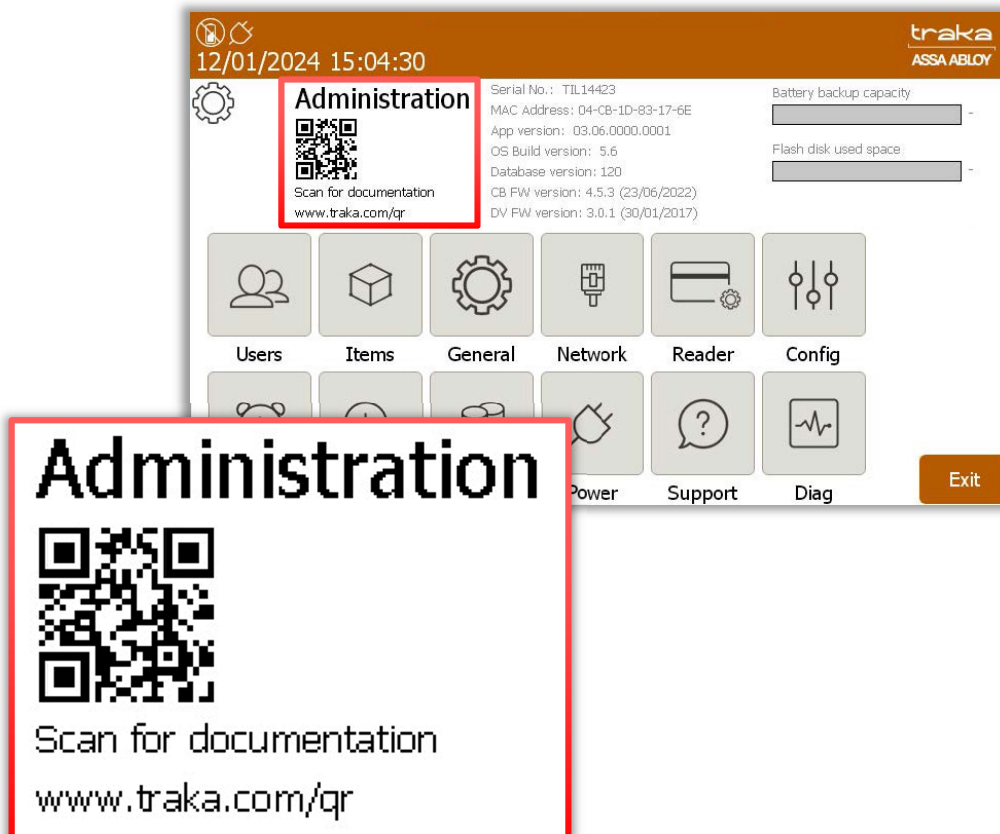 12/01/2024 15:04:30
traka
ASSA ABLOY
Administration
Scan for documentation
www.traka.com/qr
Serial No.: TIL14423
MAC Address: 04-CB-1D-83-17-6E
App version: 03.06.0000.0001
OS Build version: 5.6
Database version: 120
CB FW version: 4.5.3 (23/06/2022)
DV FW version: 3.0.1 (30/01/2017)
Battery backup capacity
-
Flash disk used space
-
Users
Items
General
Network
Reader
Config
Power
Support
Diag
Exit
Administration
Scan for documentation
www.traka.com/qr